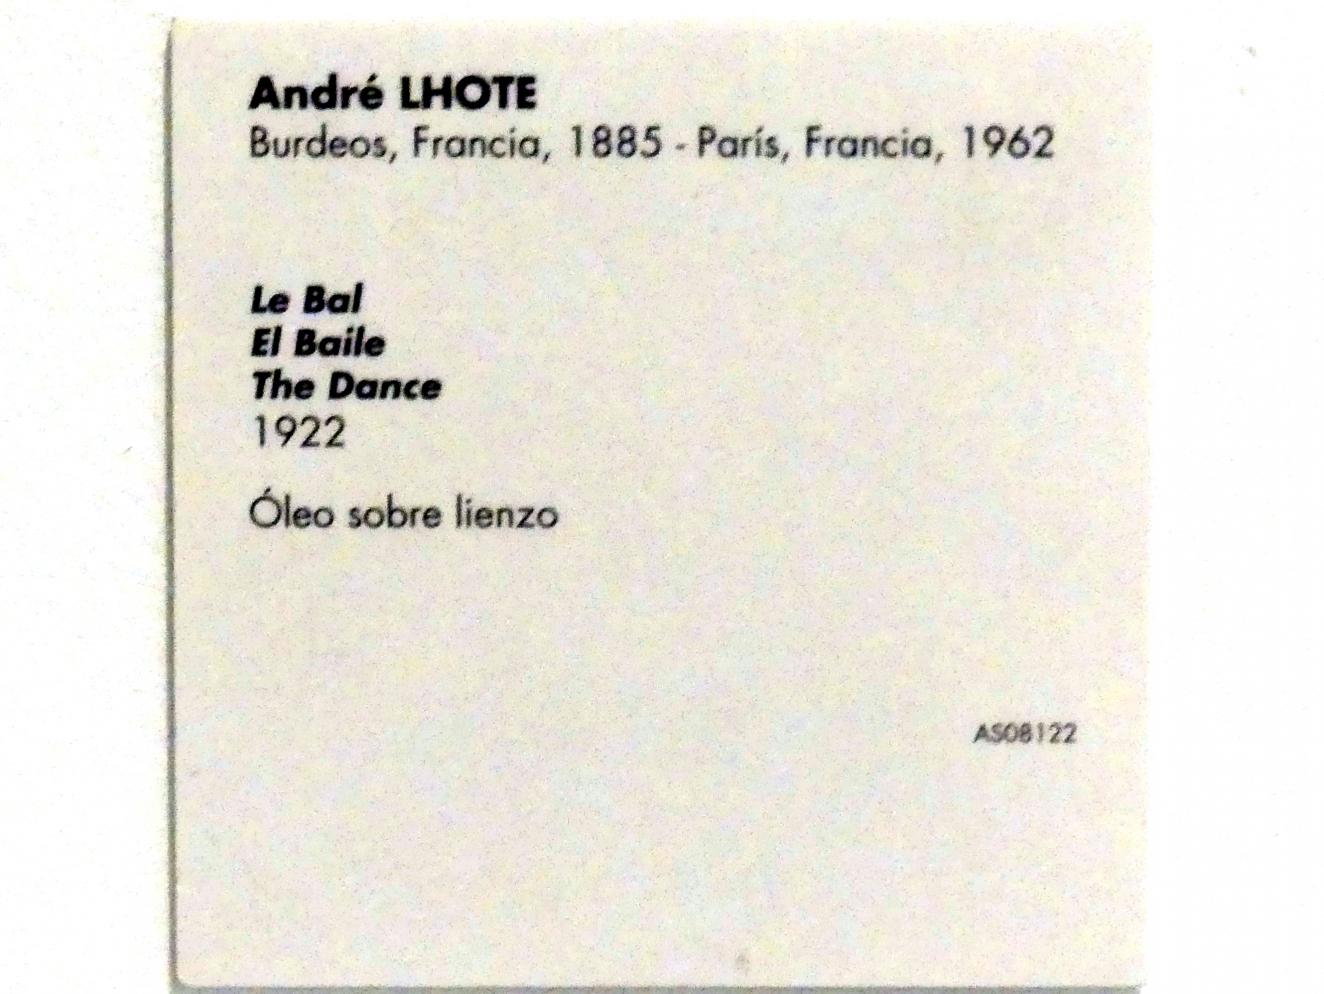 André LHOTE
Burdeos, Francia, 1885 - París, Francia, 1962
Le Bal
El Baile
The Dance
1922
Óleo sobre lienzo
AS08122